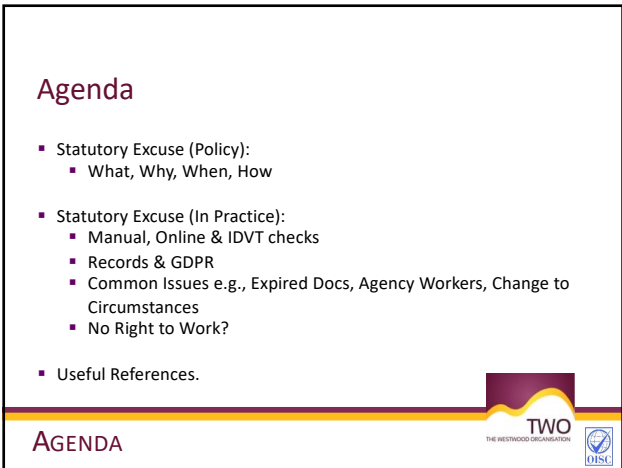 Agenda
▪ Statutory Excuse (Policy):
▪ What, Why, When, How
▪ Statutory Excuse (In Practice):
▪ Manual, Online & IDVT checks
▪ Records & GDPR
▪ Common Issues e.g., Expired Docs, Agency Workers, Change to
Circumstances
▪ No Right to Work?
▪ Useful References.
TWO
THE WESTWOOD ORGANISATION
AGENDA
OISC